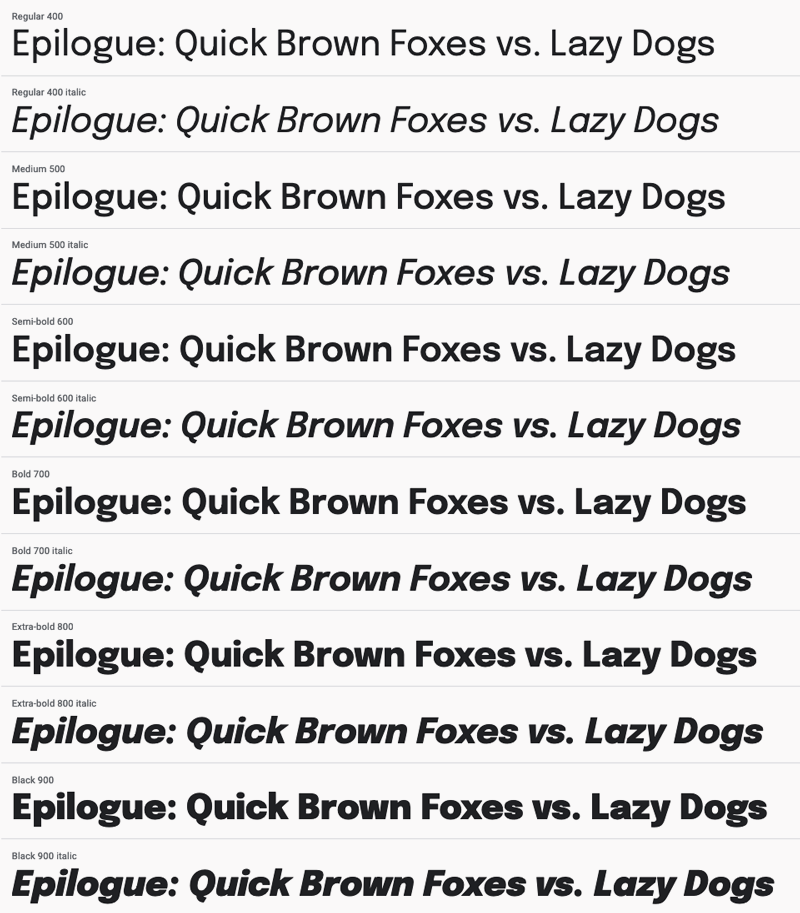 Regular 400
Epilogue: Quick Brown Foxes vs. Lazy Dogs
Regular 400 italic
Epilogue: Quick Brown Foxes vs. Lazy Dogs
Medium 500
Epilogue: Quick Brown Foxes vs. Lazy Dogs
Medium 500 italic
Epilogue: Quick Brown Foxes vs. Lazy Dogs
Semi-bold 600
Epilogue: Quick Brown Foxes vs. Lazy Dogs
Semi-bold 600 italic
Epilogue: Quick Brown Foxes vs. Lazy Dogs
Bold 700
Epilogue: Quick Brown Foxes vs. Lazy Dogs
Bold 700 italic
Epilogue: Quick Brown Foxes vs. Lazy Dogs
Extra-bold 800
Epilogue: Quick Brown Foxes vs. Lazy Dogs
Extra-bold 800 italic
Epilogue: Quick Brown Foxes vs. Lazy Dogs
Black 900
Epilogue: Quick Brown Foxes vs. Lazy Dogs
Black 900 italic
Epilogue: Quick Brown Foxes vs. Lazy Dogs